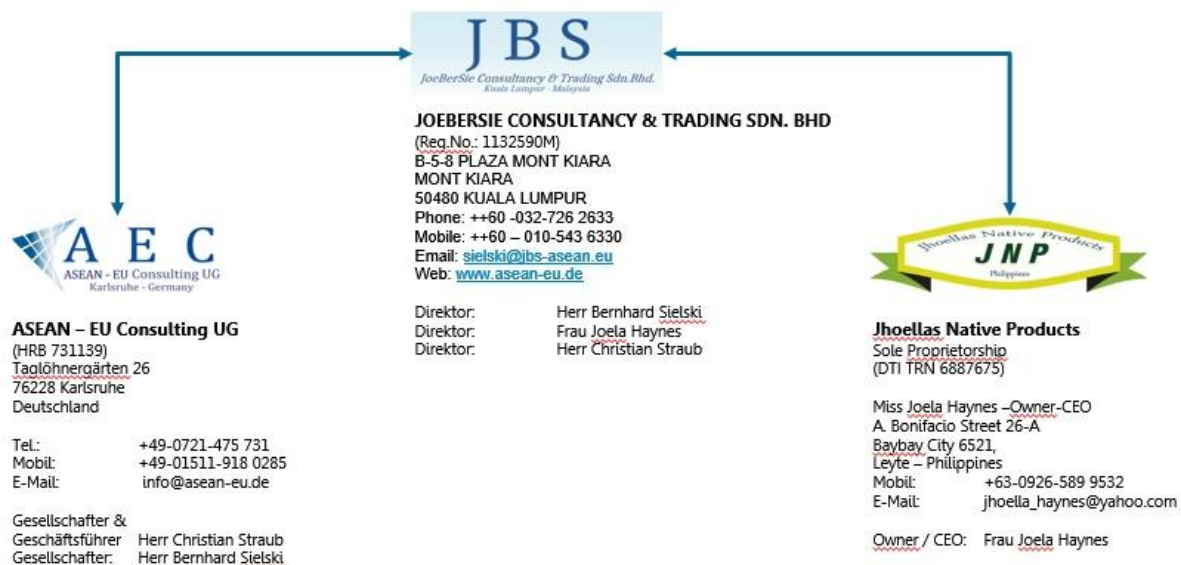 J B S
JoeBerSie Consultancy & Trading Sdn.Bhd.
Kuala Lumpur - Malaysia
JOEBERSIE CONSULTANCY & TRADING SDN. BHD
(Reg.No.: 1132590M)
B-5-8 PLAZA MONT KIARA
MONT KIARA
50480 KUALA LUMPUR
Phone: ++60 -032-726 2633
Mobile: ++60 – 010-543 6330
Email: sielski@jbs-asean.eu
Web: www.asean-eu.de
Direktor: Herr Bernhard Sielski
Direktor: Frau Joela Haynes
Direktor: Herr Christian Straub
A E C
ASEAN - EU Consulting UG
Karlsruhe - Germany
ASEAN – EU Consulting UG
(HRB 731139)
Taglöhnergärten 26
76228 Karlsruhe
Deutschland
Tel.: +49-0721-475 731
Mobil: +49-01511-918 0285
E-Mail: info@asean-eu.de
Gesellschafter &
Geschäftsführer Herr Christian Straub
Gesellschafter: Herr Bernhard Sielski
Jhoellas Native Products
JNP
Philippines
Jhoellas Native Products
Sole Proprietorship
(DTI TRN 6887675)
Miss Joela Haynes –Owner-CEO
A. Bonifacio Street 26-A
Baybay City 6521,
Leyte – Philippines
Mobil: +63-0926-589 9532
E-Mail: jhoella_haynes@yahoo.com
Owner / CEO: Frau Joela Haynes